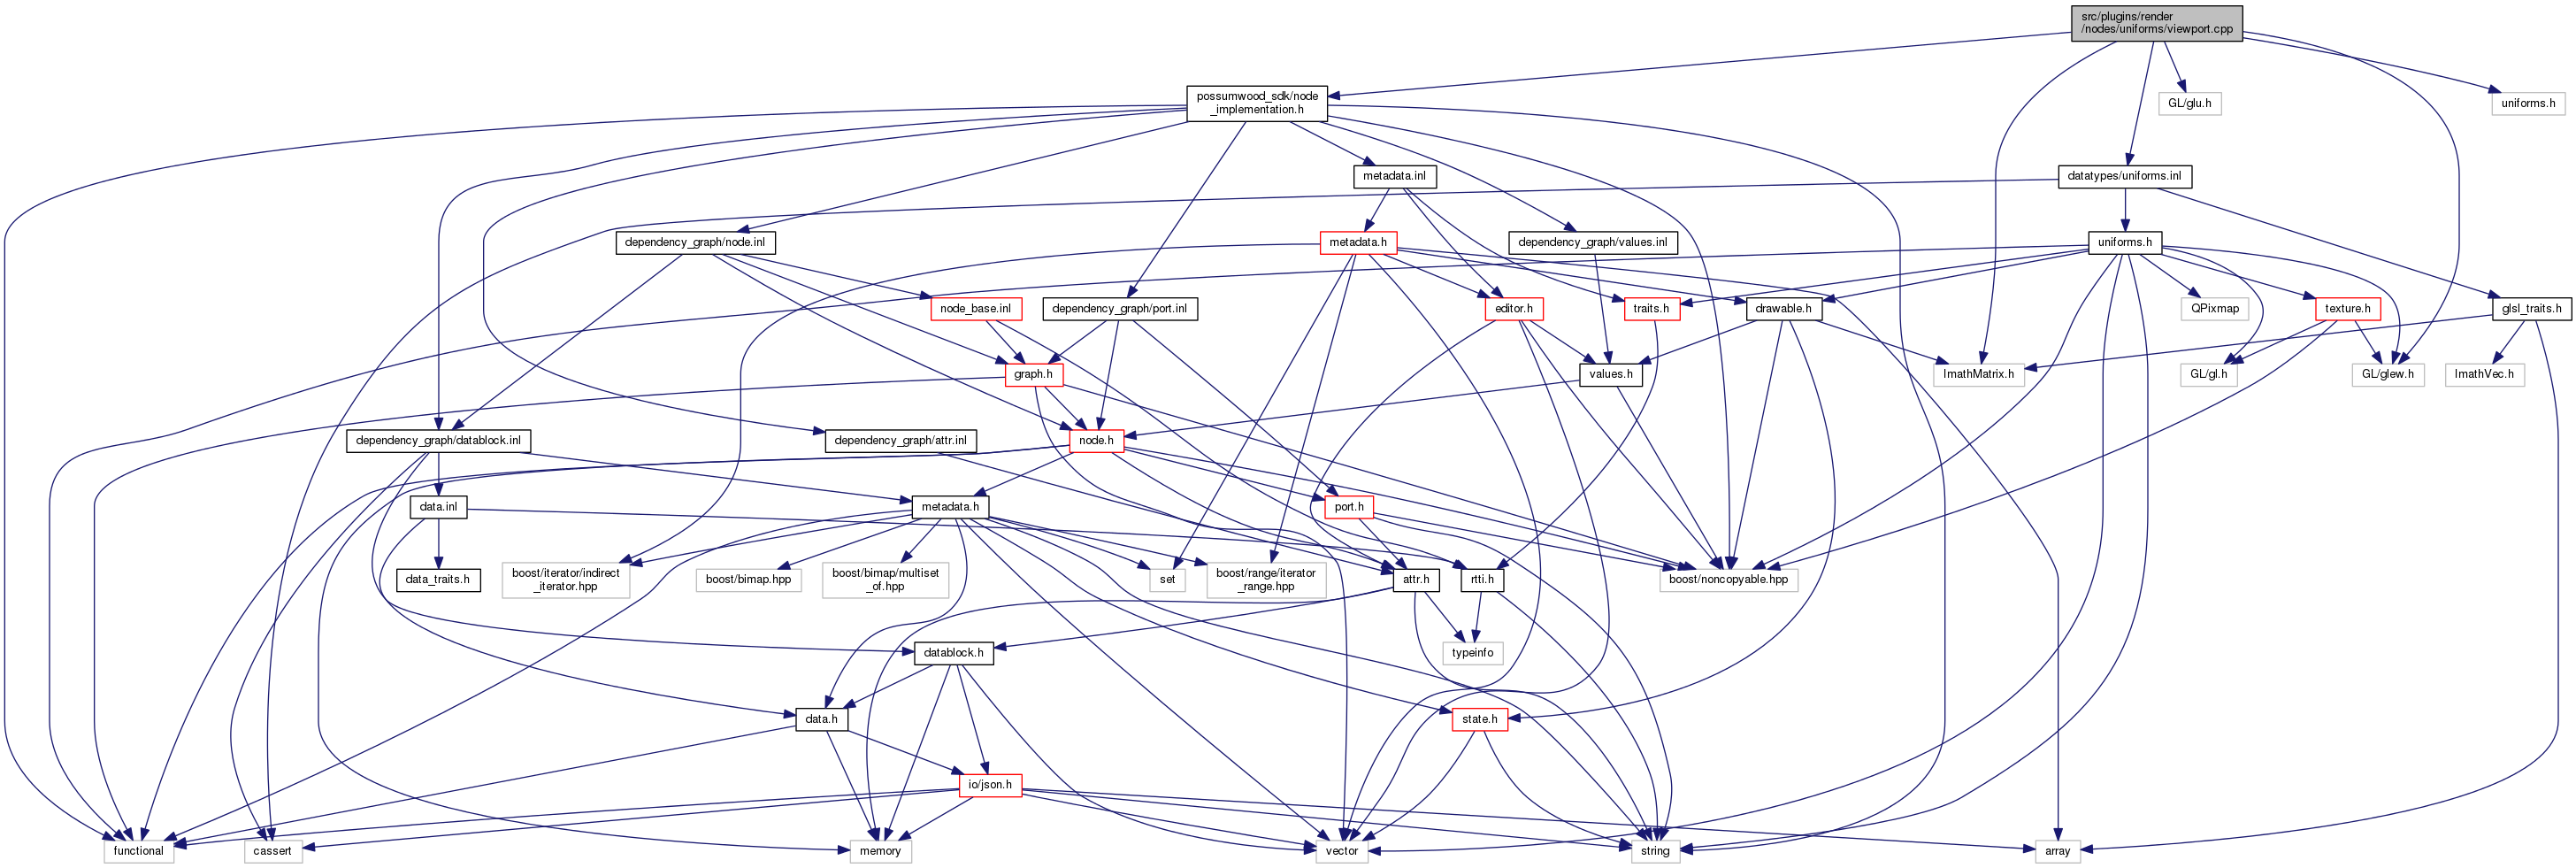 src/plugins/render
/nodes/uniforms/viewport.cpp
possumwood_sdk/node
_implementation.h
GL/glu.h
uniforms.h
metadata.inl
datatypes/uniforms.inl
dependency_graph/node.inl
metadata.h
dependency_graph/values.inl
uniforms.h
node_base.inl
dependency_graph/port.inl
editor.h
traits.h
drawable.h
QPixmap
texture.h
glsl_traits.h
graph.h
values.h
ImathMatrix.h
GL/gl.h
GL/glew.h
ImathVec.h
dependency_graph/datablock.inl
dependency_graph/attr.inl
node.h
data.inl
metadata.h
port.h
data_traits.h
boost/iterator/indirect
_iterator.hpp
boost/bimap.hpp
boost/bimap/multiset
_of.hpp
set
boost/range/iterator
_range.hpp
attr.h
rtti.h
boost/noncopyable.hpp
datablock.h
typeinfo
data.h
state.h
io/json.h
functional
cassert
memory
vector
string
array